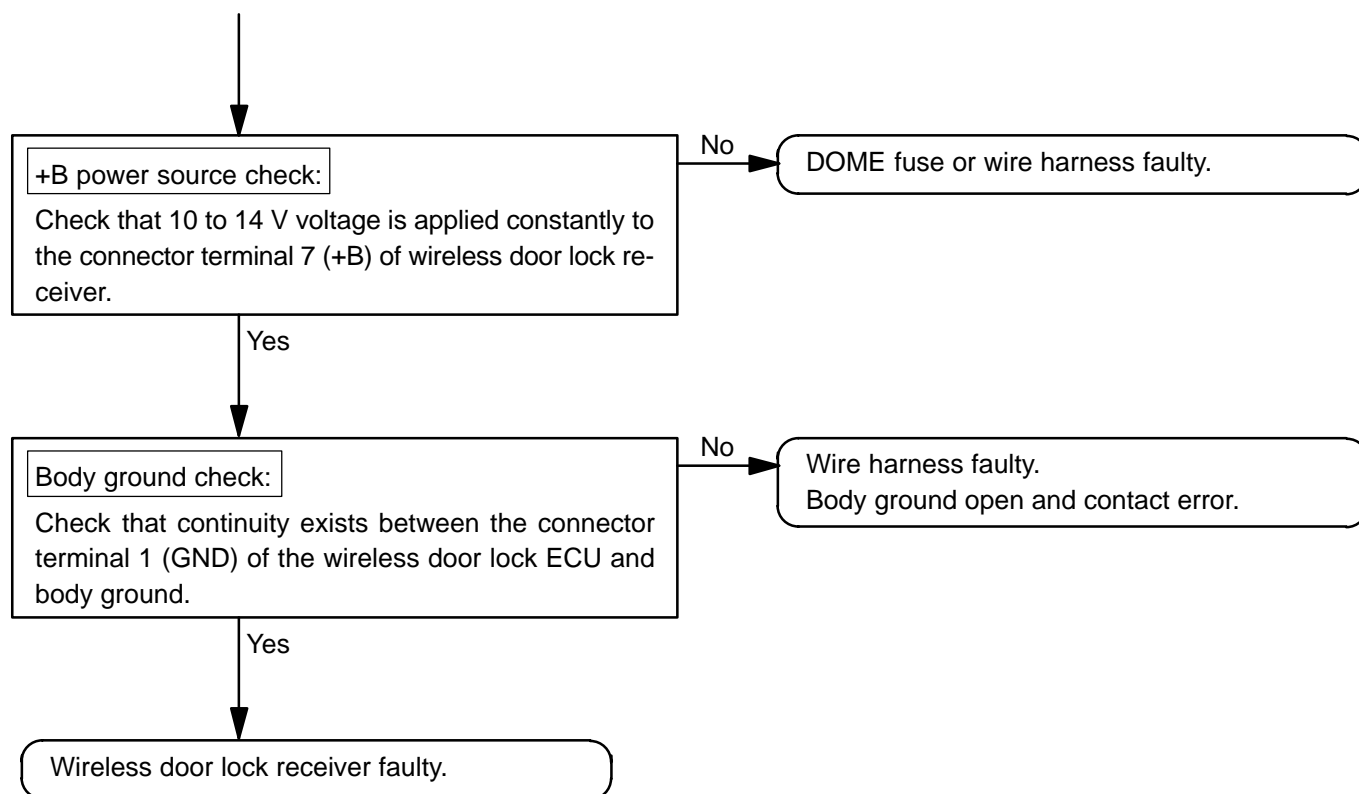 +B power source check:
No
DOME fuse or wire harness faulty.
Check that 10 to 14 V voltage is applied constantly to
the connector terminal 7 (+B) of wireless door lock re-
ceiver.
Yes
Body ground check:
No
Wire harness faulty.
Body ground open and contact error.
Check that continuity exists between the connector
terminal 1 (GND) of the wireless door lock ECU and
body ground.
Yes
Wireless door lock receiver faulty.